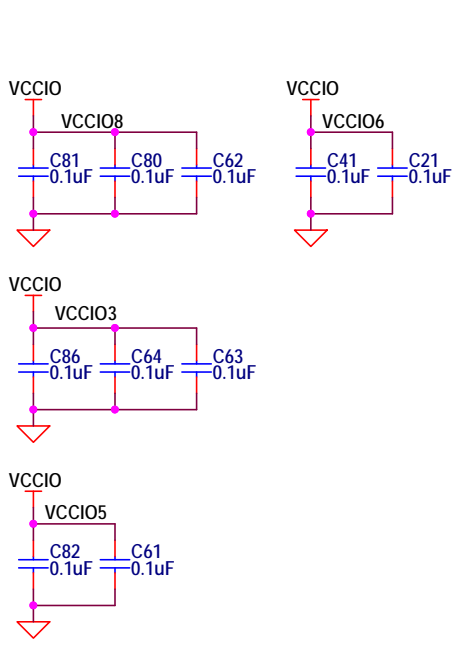 VCCIO VCCIO
VCCIO8 VCCIO6
C81 C80 C62 C41 C21
0.1uF 0.1uF 0.1uF 0.1uF 0.1uF
VCCIO
VCCIO3
C86 C64 C63
0.1uF 0.1uF 0.1uF
VCCIO
VCCIO5
C82 C61
0.1uF 0.1uF